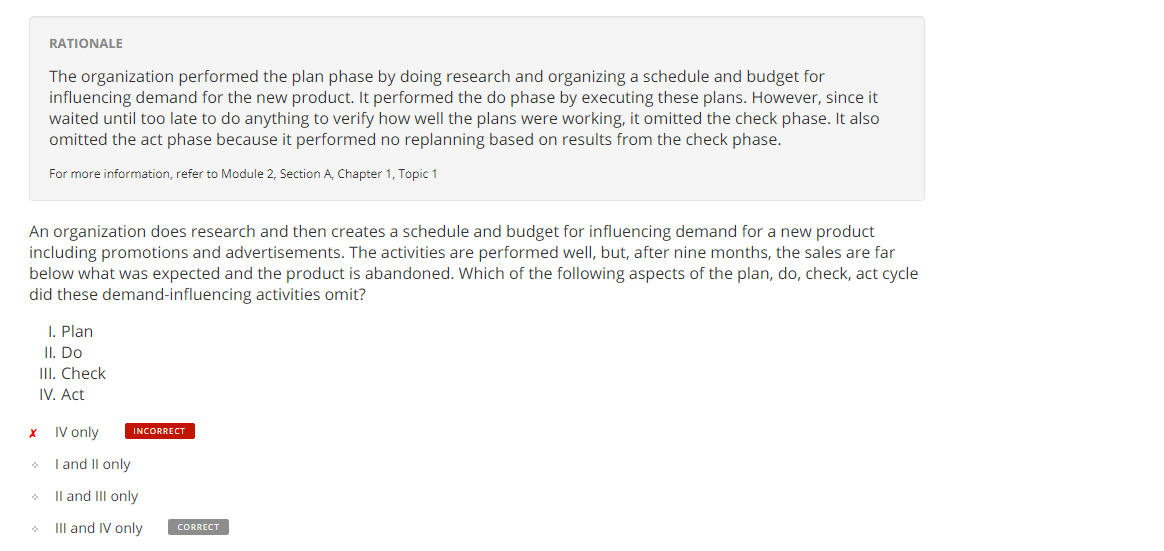 RATIONALE
The organization performed the plan phase by doing research and organizing a schedule and budget for
influencing demand for the new product. It performed the do phase by executing these plans. However, since it
waited until too late to do anything to verify how well the plans were working, it omitted the check phase. It also
omitted the act phase because it performed no replanning based on results from the check phase.
For more information, refer to Module 2, Section A, Chapter 1, Topic 1
An organization does research and then creates a schedule and budget for influencing demand for a new product
including promotions and advertisements. The activities are performed well, but, after nine months, the sales are far
below what was expected and the product is abandoned. Which of the following aspects of the plan, do, check, act cycle
did these demand-influencing activities omit?
I. Plan
II. Do
III. Check
IV. Act
✗ IV only INCORRECT
I and II only
II and III only
III and IV only CORRECT